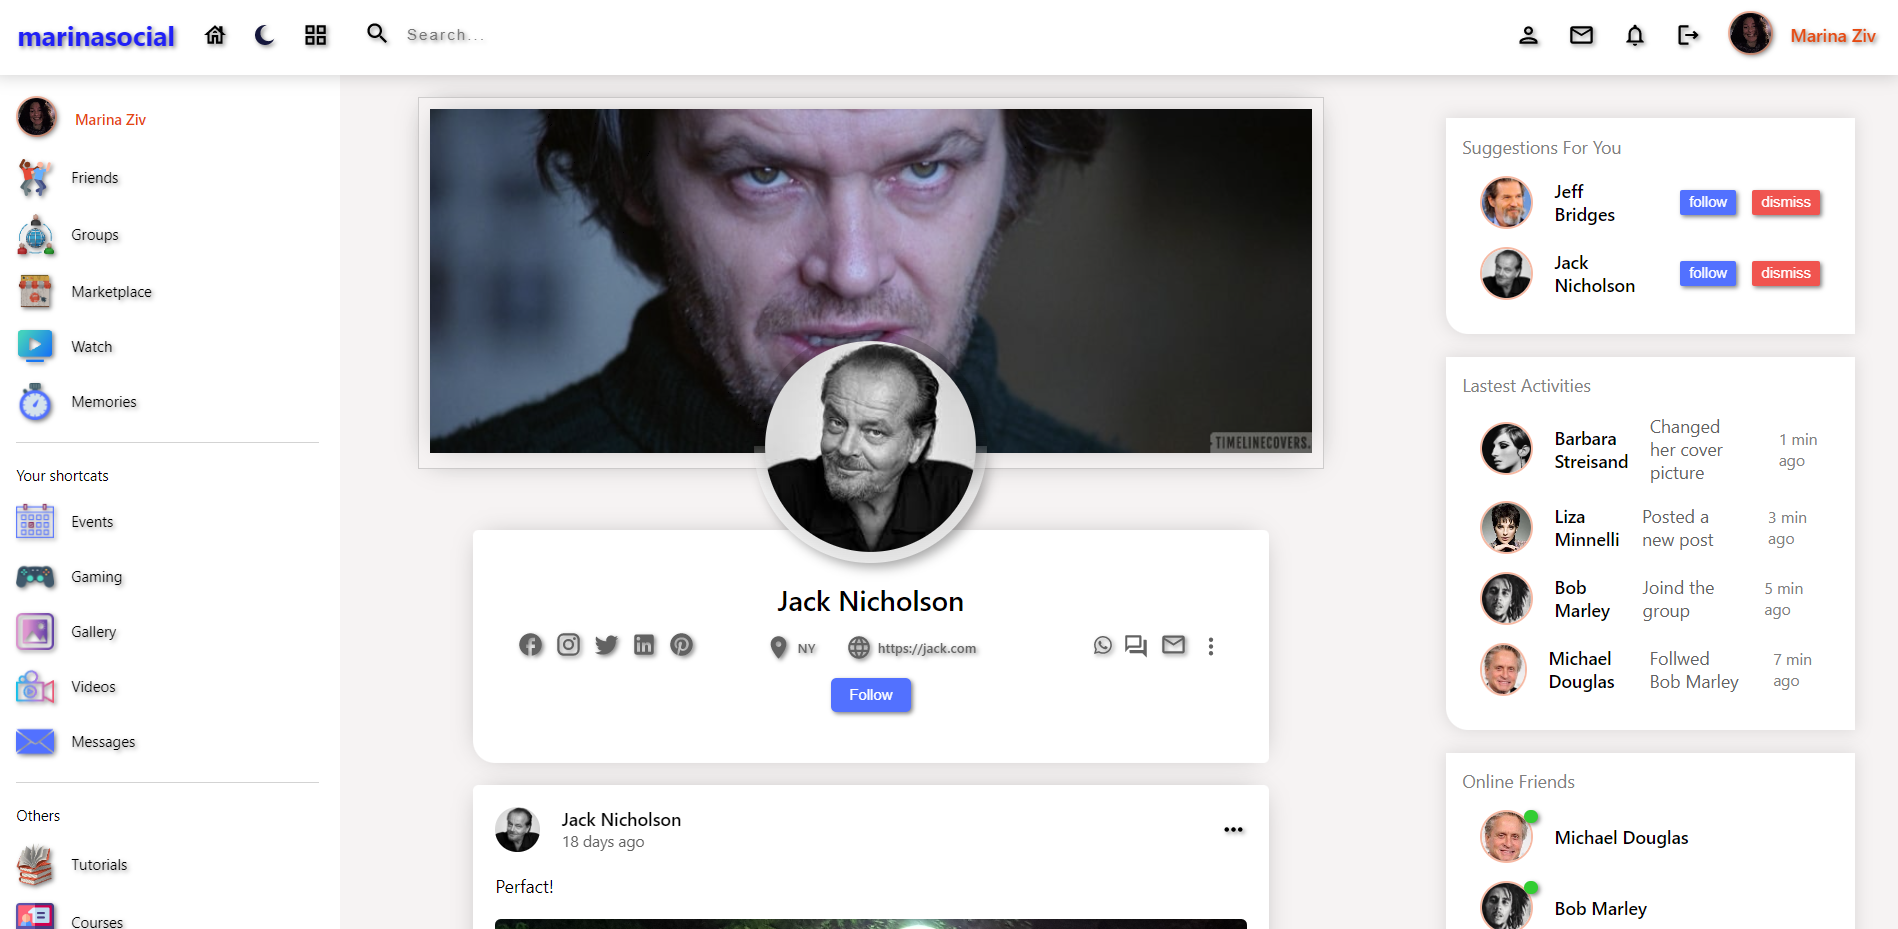 marinasocial
Search...
Marina Ziv
Marina Ziv
Friends
Groups
Marketplace
Watch
Memories
Your shortcats
Events
Gaming
Gallery
Videos
Messages
Others
Tutorials
Courses
TIMELINECOVERS.
Jack Nicholson
NY
https://jack.com
Follow
Jack Nicholson
18 days ago
Perfact!
Suggestions For You
Jeff
Bridges
follow
dismiss
Jack
Nicholson
follow
dismiss
Lastest Activities
Barbara
Streisand
Changed
her cover
picture
1 min
ago
Liza
Minnelli
Posted a
new post
3 min
ago
Bob
Marley
Joind the
group
5 min
ago
Michael
Douglas
Follwed
Bob Marley
7 min
ago
Online Friends
Michael Douglas
Bob Marley